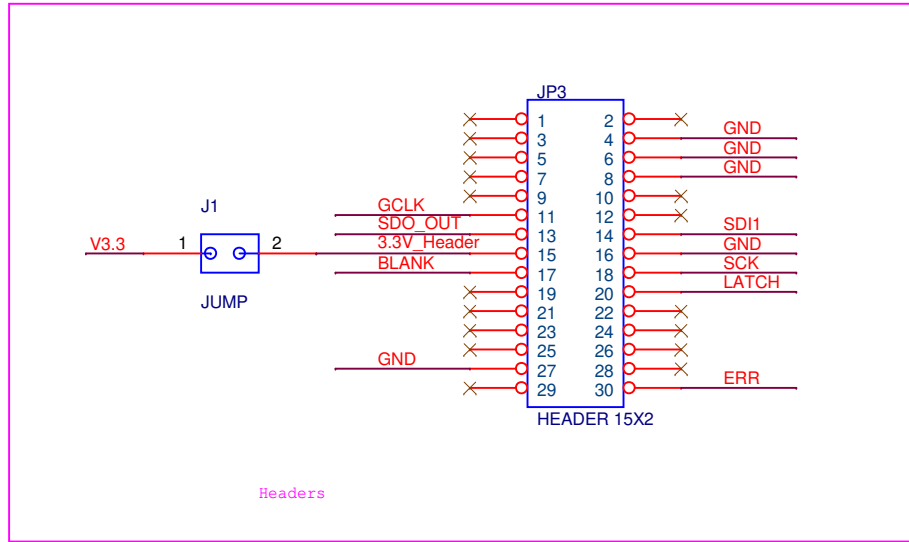 JP3
1 2
3 4 GND
5 6 GND
7 8 GND
9 10
J1
GCLK 11 12
SDO_OUT 13 14 SDI1
V3.3 1 2 3.3V_Header 15 16 GND
BLANK 17 18 SCK
19 20 LATCH
JUMP
21 22
23 24
25 26
GND 27 28
29 30 ERR
HEADER 15X2
Headers